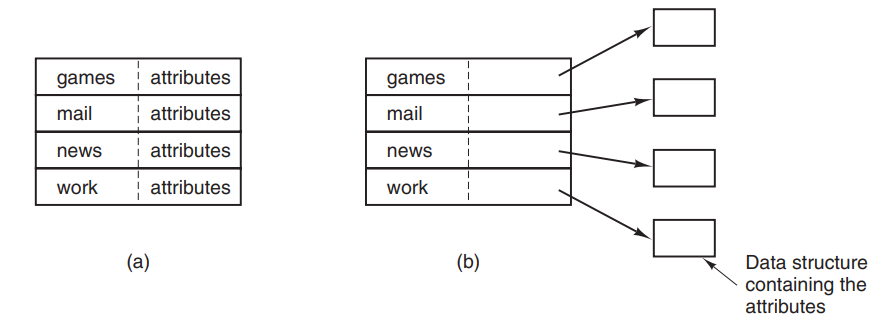 games attributes
mail attributes
news attributes
work attributes
(a)
games
mail
news
work
(b)
Data structure
containing the
attributes